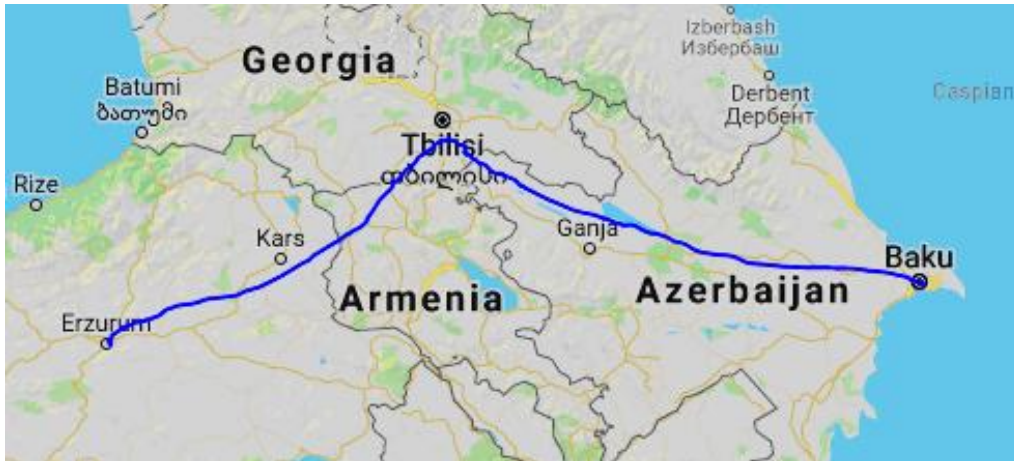 Izberbash
Избербаш
Georgia
Batumi
ბათუმი
Derbent
Дербент
Caspian
Tbilisi
თბილისი
Rize
Kars
Ganja
Baku
Armenia
Azerbaijan
Erzurum